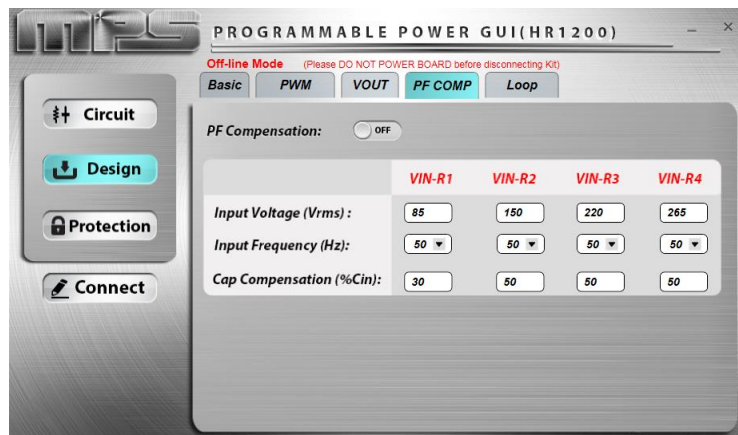 mps PROGRAMMABLE POWER GUI(HR1200)
Off-line Mode (Please DO NOT POWER BOARD before disconnecting Kit)
Basic PWM VOUT PF COMP Loop
Circuit
PF Compensation: OFF
Design
VIN-R1 VIN-R2 VIN-R3 VIN-R4
Input Voltage (Vrms) : 85 150 220 265
Protection
Input Frequency (Hz): 50 50 50 50
Connect
Cap Compensation (%Cin): 30 50 50 50